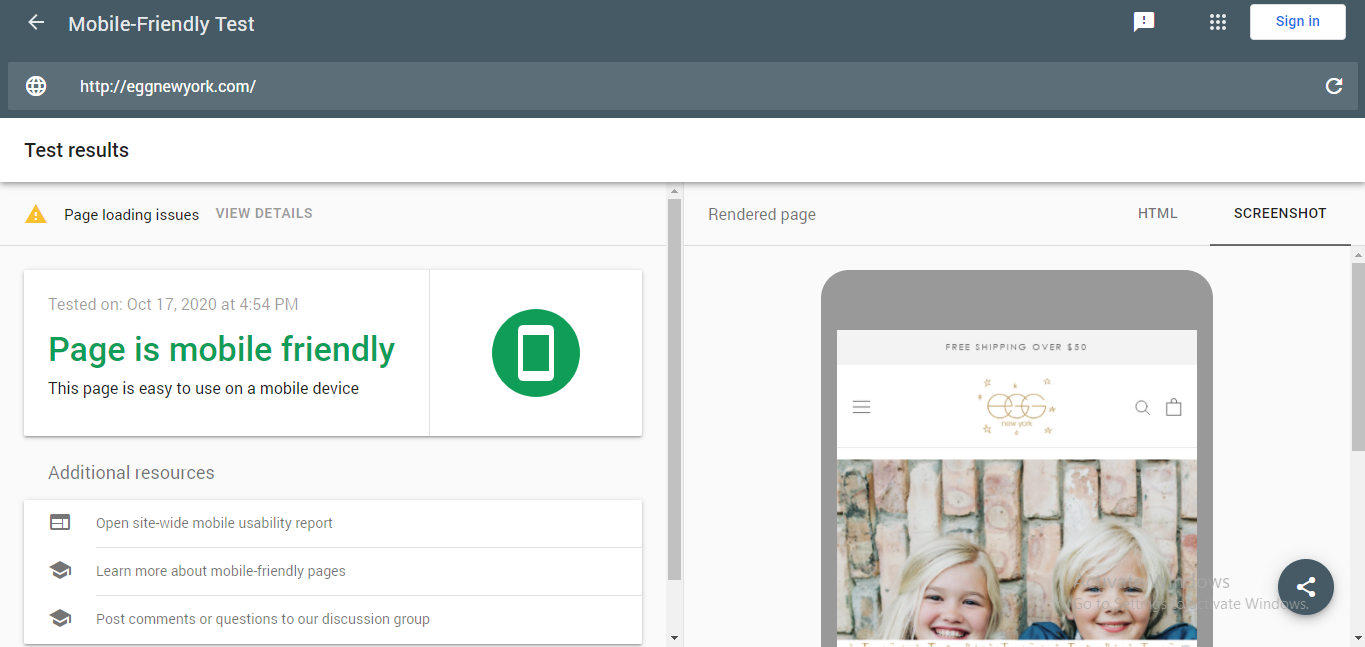 Mobile-Friendly Test
Sign in
http://eggnewyork.com/
Test results
Page loading issues VIEW DETAILS
Tested on: Oct 17, 2020 at 4:54 PM
Page is mobile friendly
This page is easy to use on a mobile device
Additional resources
Open site-wide mobile usability report
Learn more about mobile-friendly pages
Post comments or questions to our discussion group
Rendered page
HTML
SCREENSHOT
FREE SHIPPING OVER $50
EGG
new york
Activate Windows
Go to Settings to activate Windows.